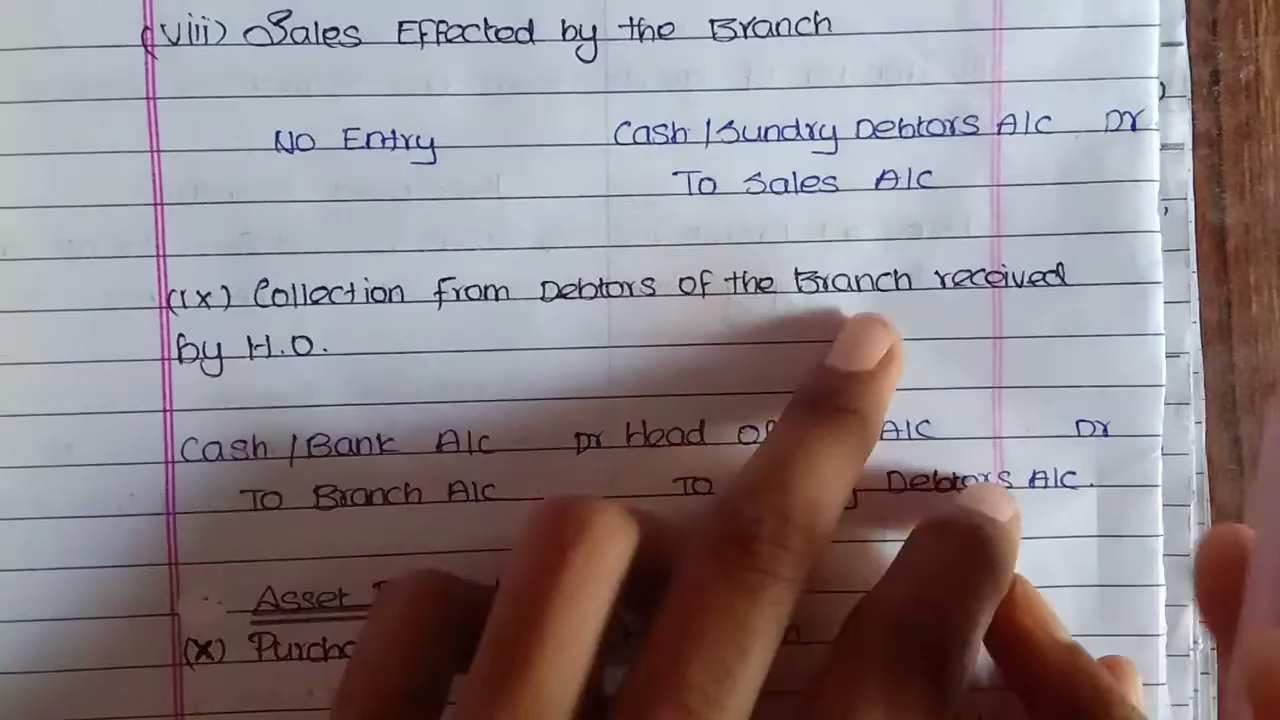 (viii) Sales Effected by the Branch
No Entry Cash/Sundry Debtors A/C Dr
To Sales A/C
(ix) Collection from Debtors of the Branch received
by H.O.
Cash/Bank A/C Dr Head A/C Dr
To Branch A/C To Debtors A/C.
Asset
(x)